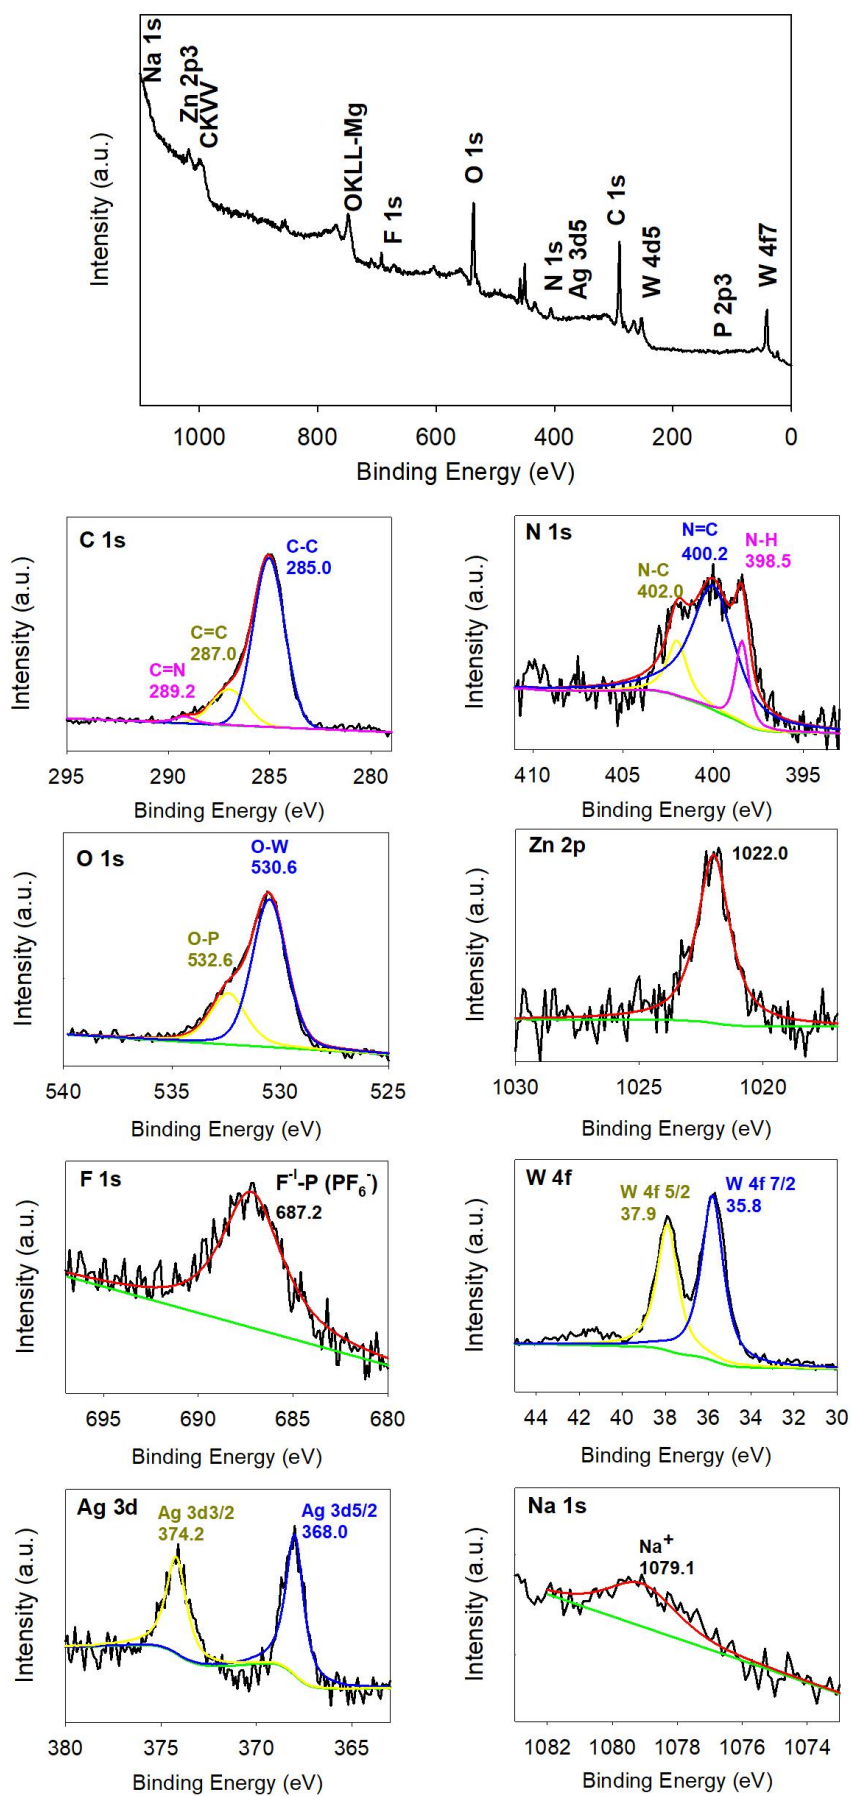 Na 1s
Zn 2p3
CKVV
OKLL-Mg
F 1s
O 1s
N 1s
Ag 3d5
C 1s
W 4d5
P 2p3
W 4f7
Intensity (a.u.)
1000 800 600 400 200 0
Binding Energy (eV)
C 1s
C-C
285.0
C=C
287.0
C=N
289.2
Intensity (a.u.)
295 290 285 280
Binding Energy (eV)
N 1s
N=C
400.2
N-H
398.5
N-C
402.0
Intensity (a.u.)
410 405 400 395
Binding Energy (eV)
O 1s
O-W
530.6
O-P
532.6
Intensity (a.u.)
540 535 530 525
Binding Energy (eV)
Zn 2p
1022.0
Intensity (a.u.)
1030 1025 1020
Binding Energy (eV)
F 1s
F-I-P (PF6-)
687.2
Intensity (a.u.)
695 690 685 680
Binding Energy (eV)
W 4f
W 4f 5/2
37.9
W 4f 7/2
35.8
Intensity (a.u.)
44 42 40 38 36 34 32 30
Binding Energy (eV)
Ag 3d
Ag 3d3/2
374.2
Ag 3d5/2
368.0
Intensity (a.u.)
380 375 370 365
Binding Energy (eV)
Na 1s
Na+
1079.1
Intensity (a.u.)
1082 1080 1078 1076 1074
Binding Energy (eV)